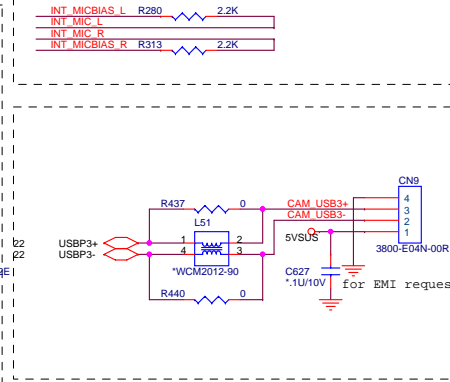 INT_MICBIAS_L R280 2.2K
INT_MIC_L
INT_MIC_R
INT_MICBIAS_R R313 2.2K
CN9
R437 0 CAM_USB3+ 4
3
L51 CAM_USB3- 2
22 USBP3+ 1 2 5VSUS 1
22 USBP3- 4 3 3800-E04N-00R
*WCM2012-90 C627
*.1U/10V for EMI reques
R440 0